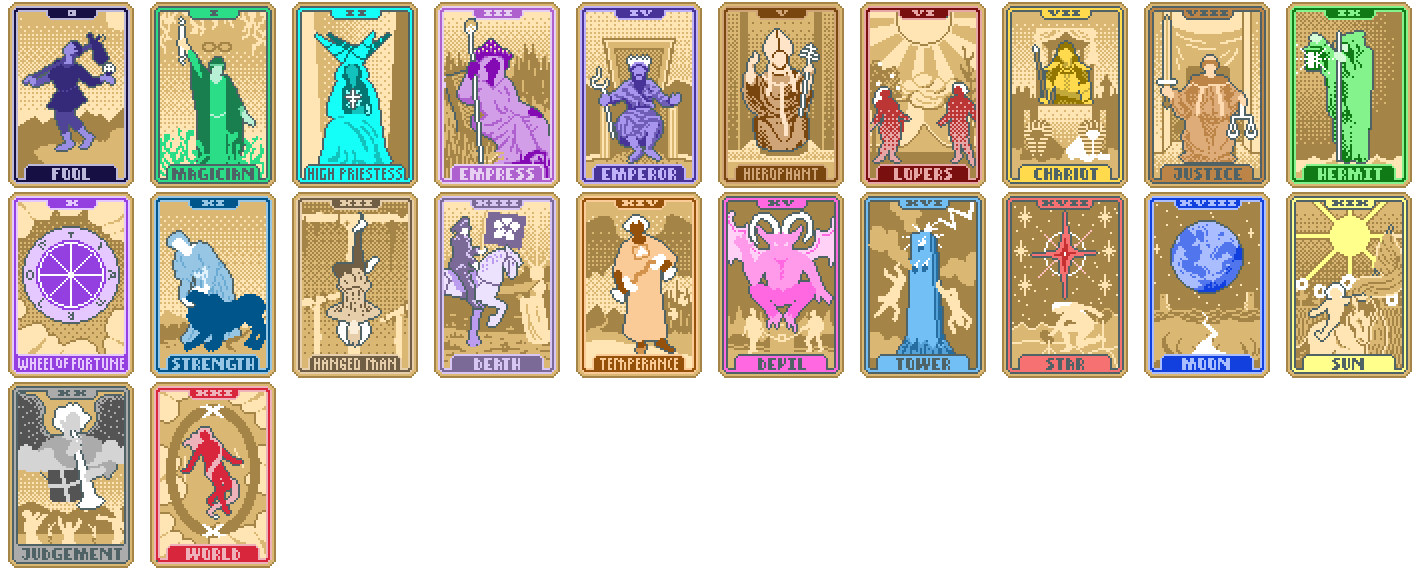 0
FOOL
I
MAGICIAN
II
HIGH PRIESTESS
III
EMPRESS
IV
EMPEROR
V
HIEROPHANT
VI
LOVERS
VII
CHARIOT
VIII
JUSTICE
IX
HERMIT
X
WHEEL OF FORTUNE
XI
STRENGTH
XII
HANGED MAN
XIII
DEATH
XIV
TEMPERANCE
XV
DEVIL
XVI
TOWER
XVII
STAR
XVIII
MOON
XIX
SUN
XX
JUDGEMENT
XXI
WORLD